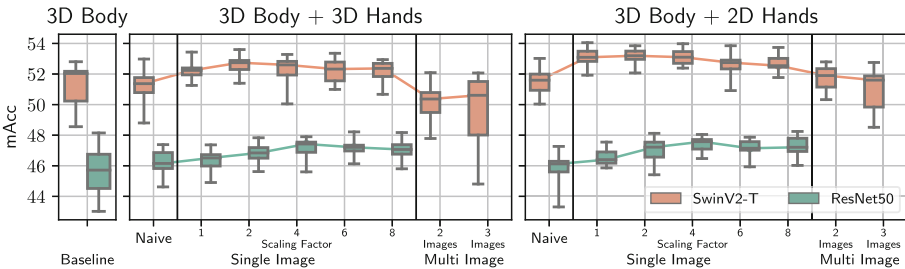 3D Body
3D Body + 3D Hands
3D Body + 2D Hands
mAcc
54
52
50
48
46
44
SwinV2-T
ResNet50
Naive
1
2
4
6
8
2
3
Scaling Factor
Images
Images
Naive
1
2
4
6
8
2
3
Scaling Factor
Images
Images
Baseline
Single Image
Multi Image
Single Image
Multi Image